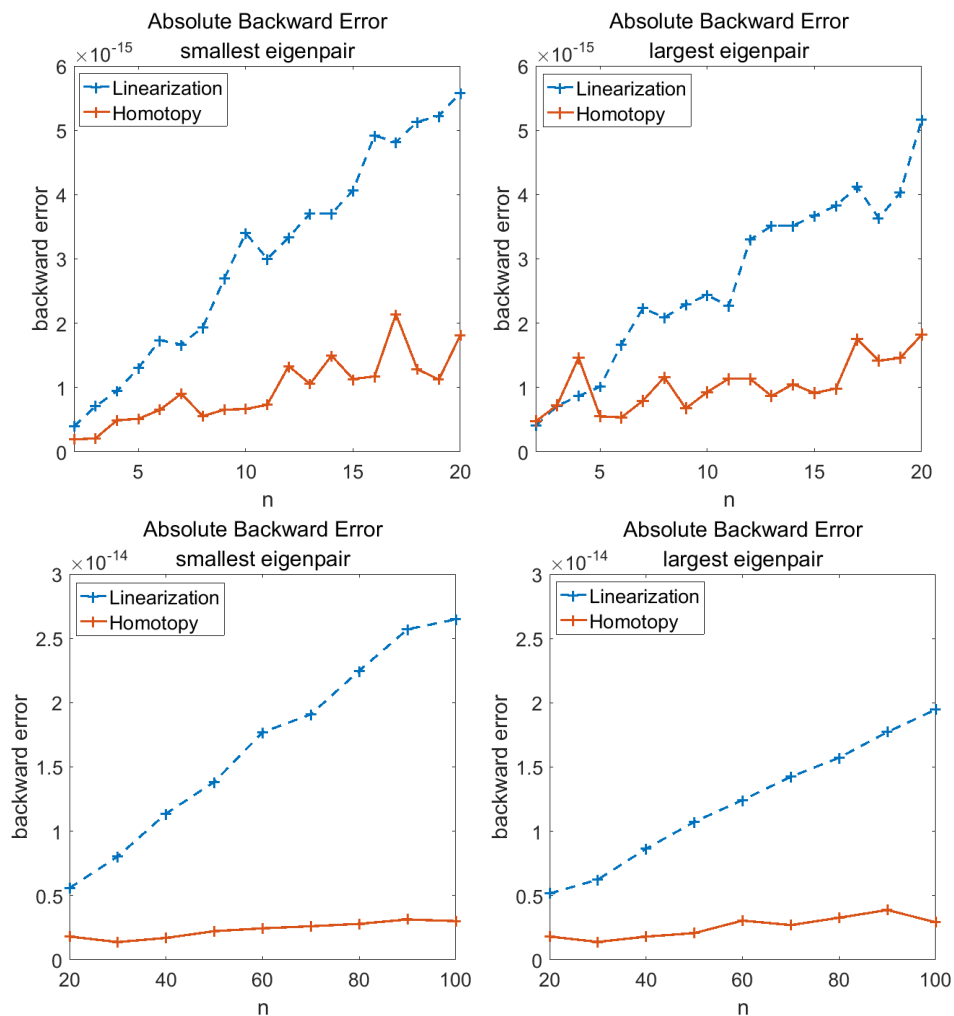 Absolute Backward Error
smallest eigenpair
×10-15
6
5
4
3
2
1
0
backward error
Linearization
Homotopy
5 10 15 20
n
Absolute Backward Error
largest eigenpair
×10-15
6
5
4
3
2
1
0
backward error
Linearization
Homotopy
5 10 15 20
n
Absolute Backward Error
smallest eigenpair
×10-14
3
2.5
2
1.5
1
0.5
0
backward error
Linearization
Homotopy
20 40 60 80 100
n
Absolute Backward Error
largest eigenpair
×10-14
3
2.5
2
1.5
1
0.5
0
backward error
Linearization
Homotopy
20 40 60 80 100
n